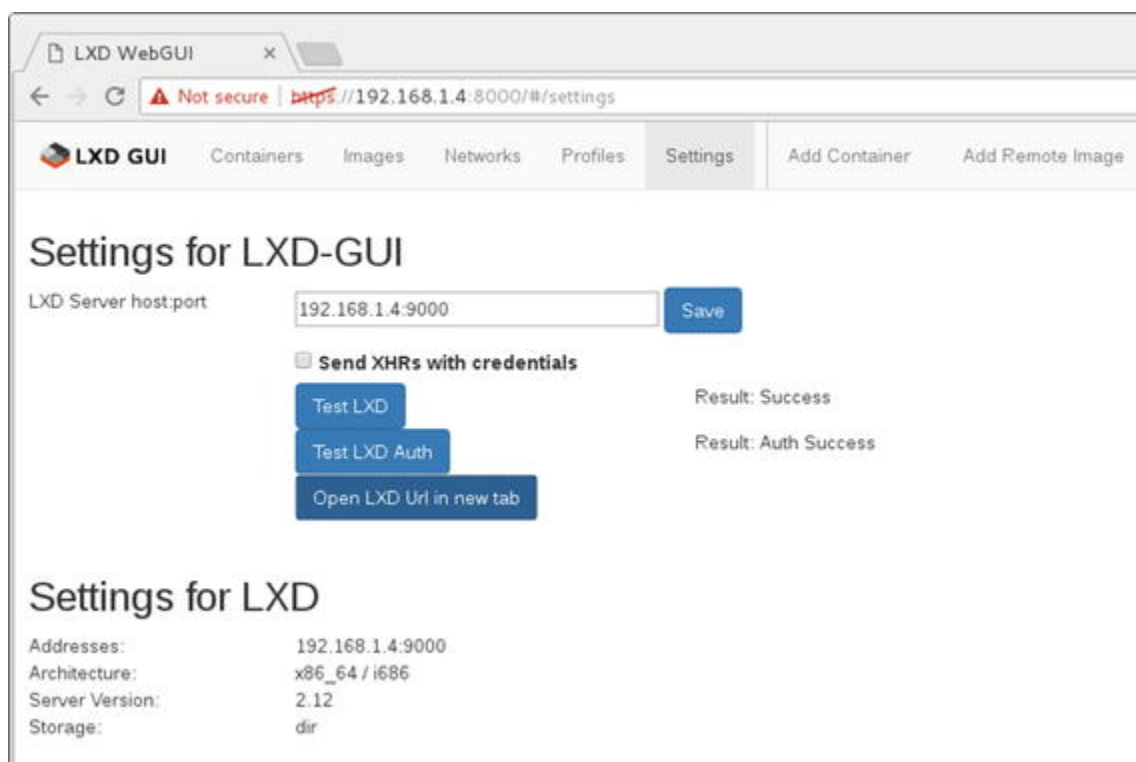 LXD WebGUI
Not secure | https://192.168.1.4:8000/#/settings
LXD GUI Containers Images Networks Profiles Settings Add Container Add Remote Image
Settings for LXD-GUI
LXD Server host:port 192.168.1.4:9000 Save
Send XHRs with credentials
Test LXD Result: Success
Test LXD Auth Result: Auth Success
Open LXD Url in new tab
Settings for LXD
Addresses: 192.168.1.4:9000
Architecture: x86_64 / i686
Server Version: 2.12
Storage: dir